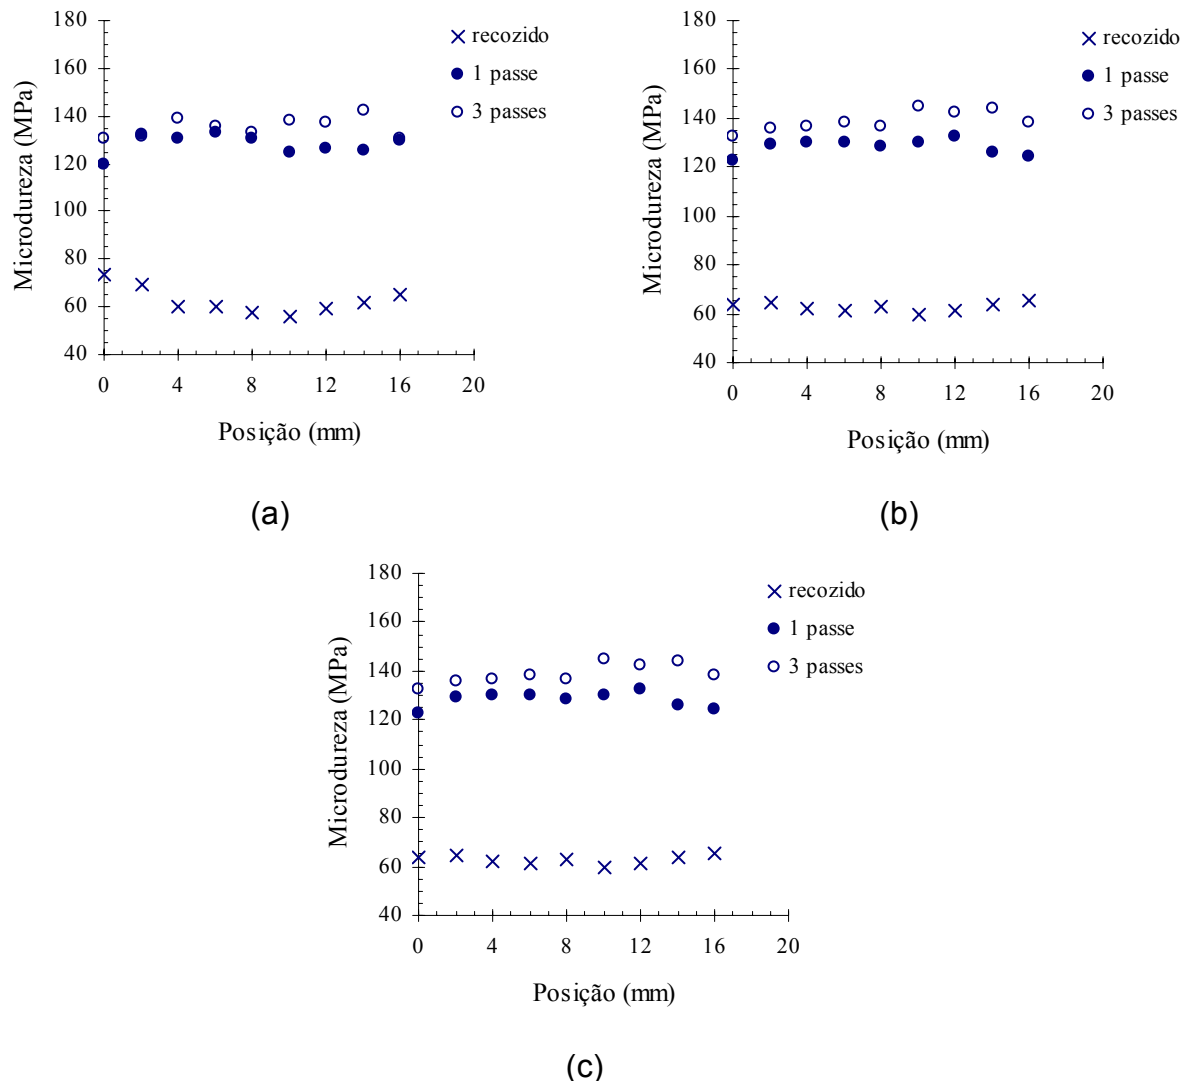 180
160
140
120
100
80
60
40
0 4 8 12 16 20
Posição (mm)
Microdureza (MPa)
recozido
1 passe
3 passes
(a)
180
160
140
120
100
80
60
40
0 4 8 12 16 20
Posição (mm)
Microdureza (MPa)
recozido
1 passe
3 passes
(b)
180
160
140
120
100
80
60
40
0 4 8 12 16 20
Posição (mm)
Microdureza (MPa)
recozido
1 passe
3 passes
(c)